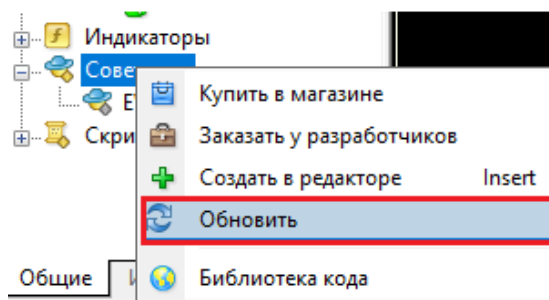 Индикаторы
Сове
Купить в магазине
Скри
Заказать у разработчиков
Создать в редакторе Insert
Обновить
Общие
Библиотека кода